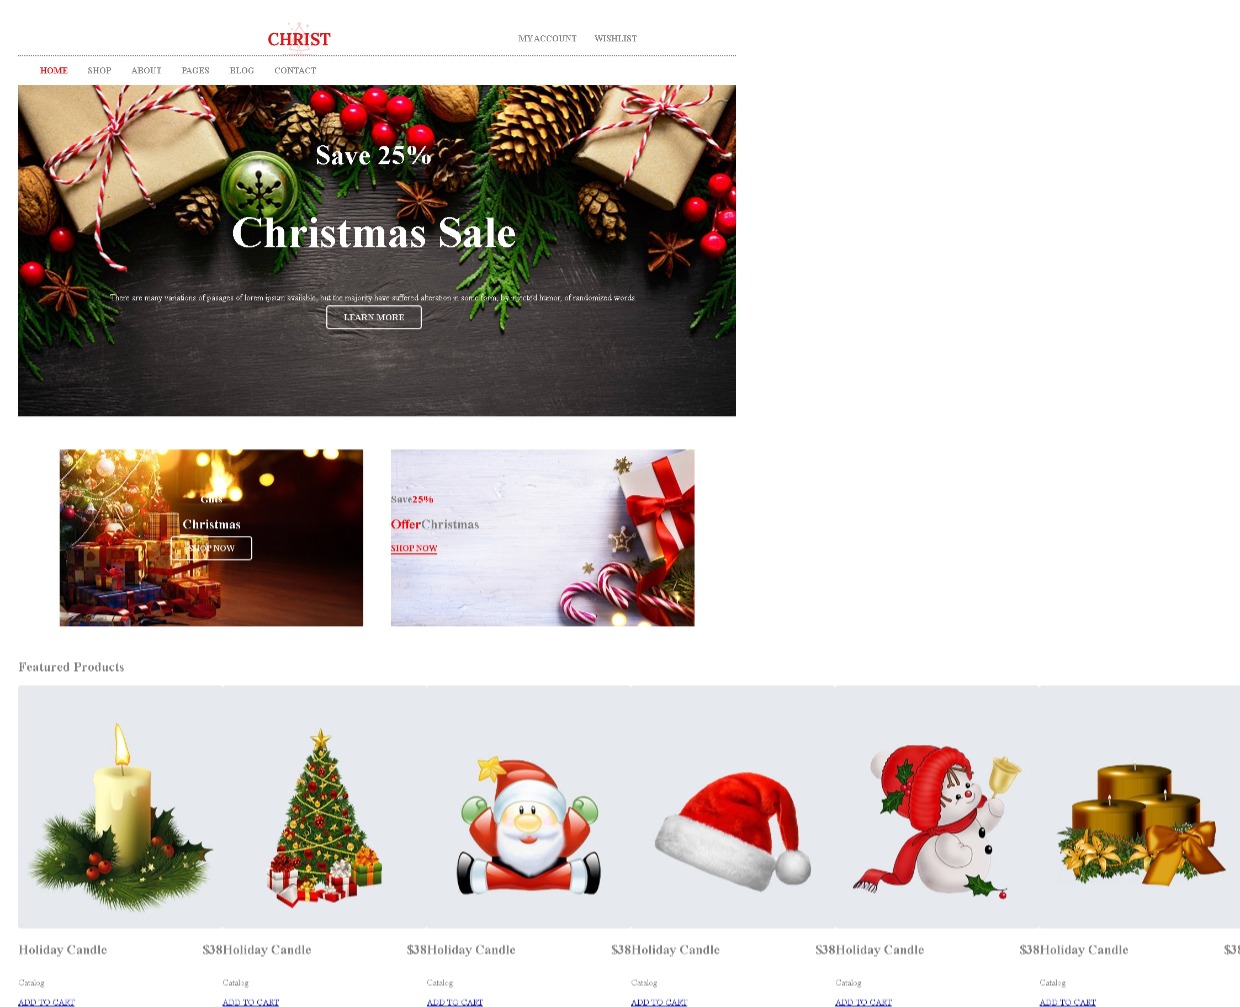 CHRIST
MY ACCOUNT WISHLIST
HOME SHOP ABOUT PAGES BLOG CONTACT
Save 25%
Christmas Sale
There are many variations of pasages of lorem ipsum available, but the majority have suffered alteration in some form, by injected humor, of randomized words
LEARN MORE
Gifts
Christmas
SHOP NOW
Save25%
OfferChristmas
SHOP NOW
Featured Products
Holiday Candle $38Holiday Candle $38Holiday Candle $38Holiday Candle $38Holiday Candle $38Holiday Candle $38
Catalog Catalog Catalog Catalog Catalog Catalog
ADD TO CART ADD TO CART ADD TO CART ADD TO CART ADD TO CART ADD TO CART